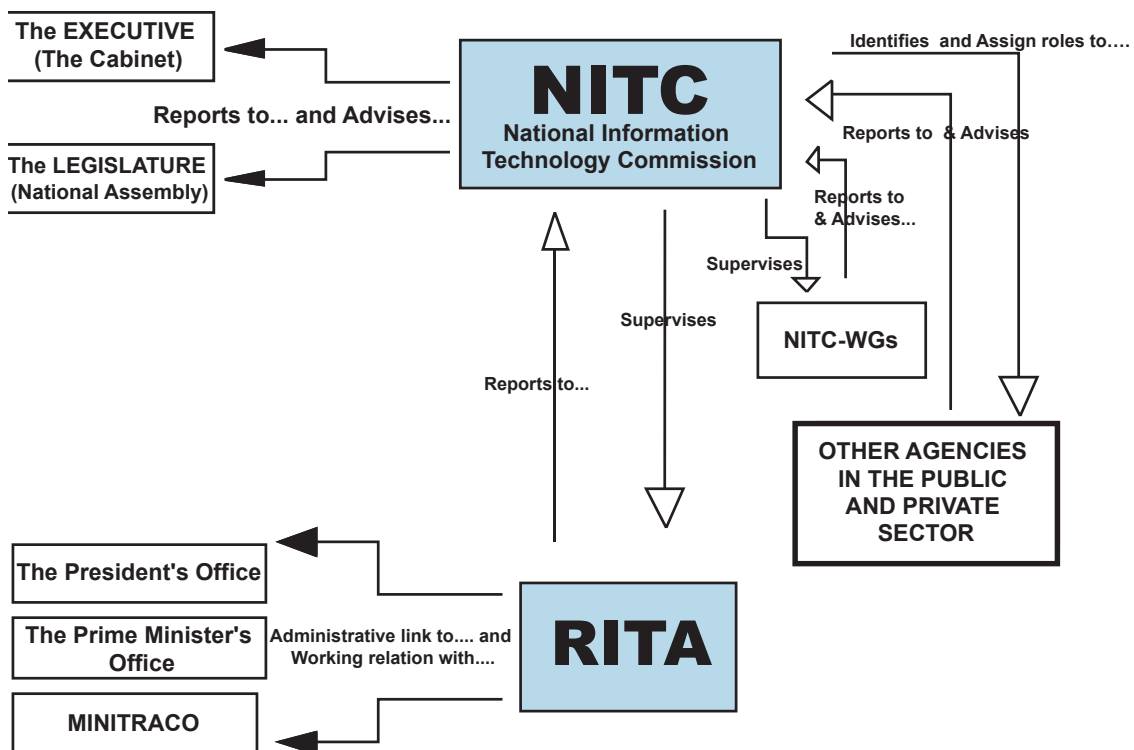 The EXECUTIVE
(The Cabinet)
Reports to... and Advises...
The LEGISLATURE
(National Assembly)
NITC
National Information
Technology Commission
Identifies  and Assign roles to....
Reports to  & Advises
Reports to
& Advises...
Supervises
NITC-WGs
Supervises
Reports to...
OTHER AGENCIES
IN THE PUBLIC
AND PRIVATE
SECTOR
The President's Office
The Prime Minister's
Office
MINITRACO
Administrative link to.... and
Working relation with....
RITA